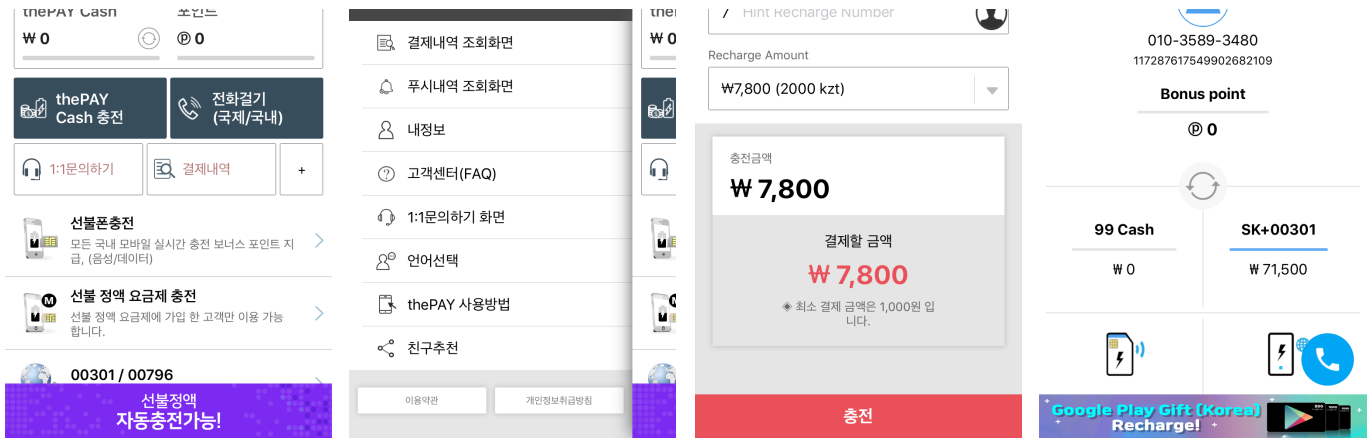 thePAY Cash
포인트
₩ 0
ⓟ 0
thePAY
Cash 충전
전화걸기
(국제/국내)
1:1문의하기
결제내역
+
선불폰충전
모든 국내 모바일 실시간 충전 보너스 포인트 지
급, (음성/데이터)
선불 정액 요금제 충전
선불 정액 요금제에 가입 한 고객만 이용 가능
합니다.
00301 / 00796
선불정액
자동충전가능!
결제내역 조회화면
푸시내역 조회화면
내정보
고객센터(FAQ)
1:1문의하기 화면
언어선택
thePAY 사용방법
친구추천
이용약관
개인정보취급방침
thePA
₩ 0
7 Hint Recharge Number
Recharge Amount
₩7,800 (2000 kzt)
충전금액
₩ 7,800
결제할 금액
₩ 7,800
◈ 최소 결제 금액은 1,000원 입
니다.
충전
010-3589-3480
117287617549902682109
Bonus point
ⓟ 0
99 Cash
SK+00301
₩ 0
₩ 71,500
Google Play Gift (Korea)
Recharge!